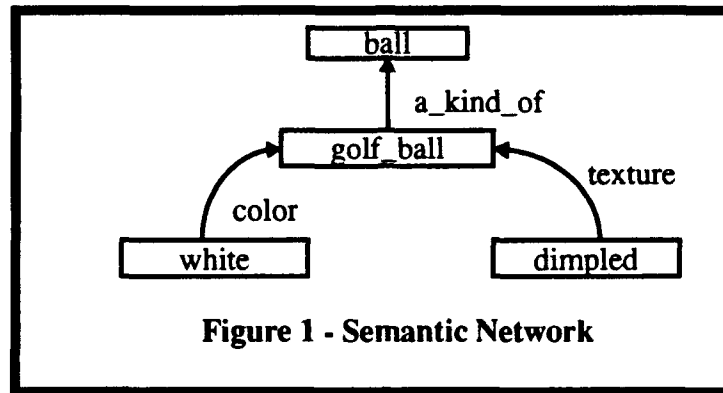 ball
a_kind_of
golf_ball
texture
color
white
dimpled
Figure 1 - Semantic Network